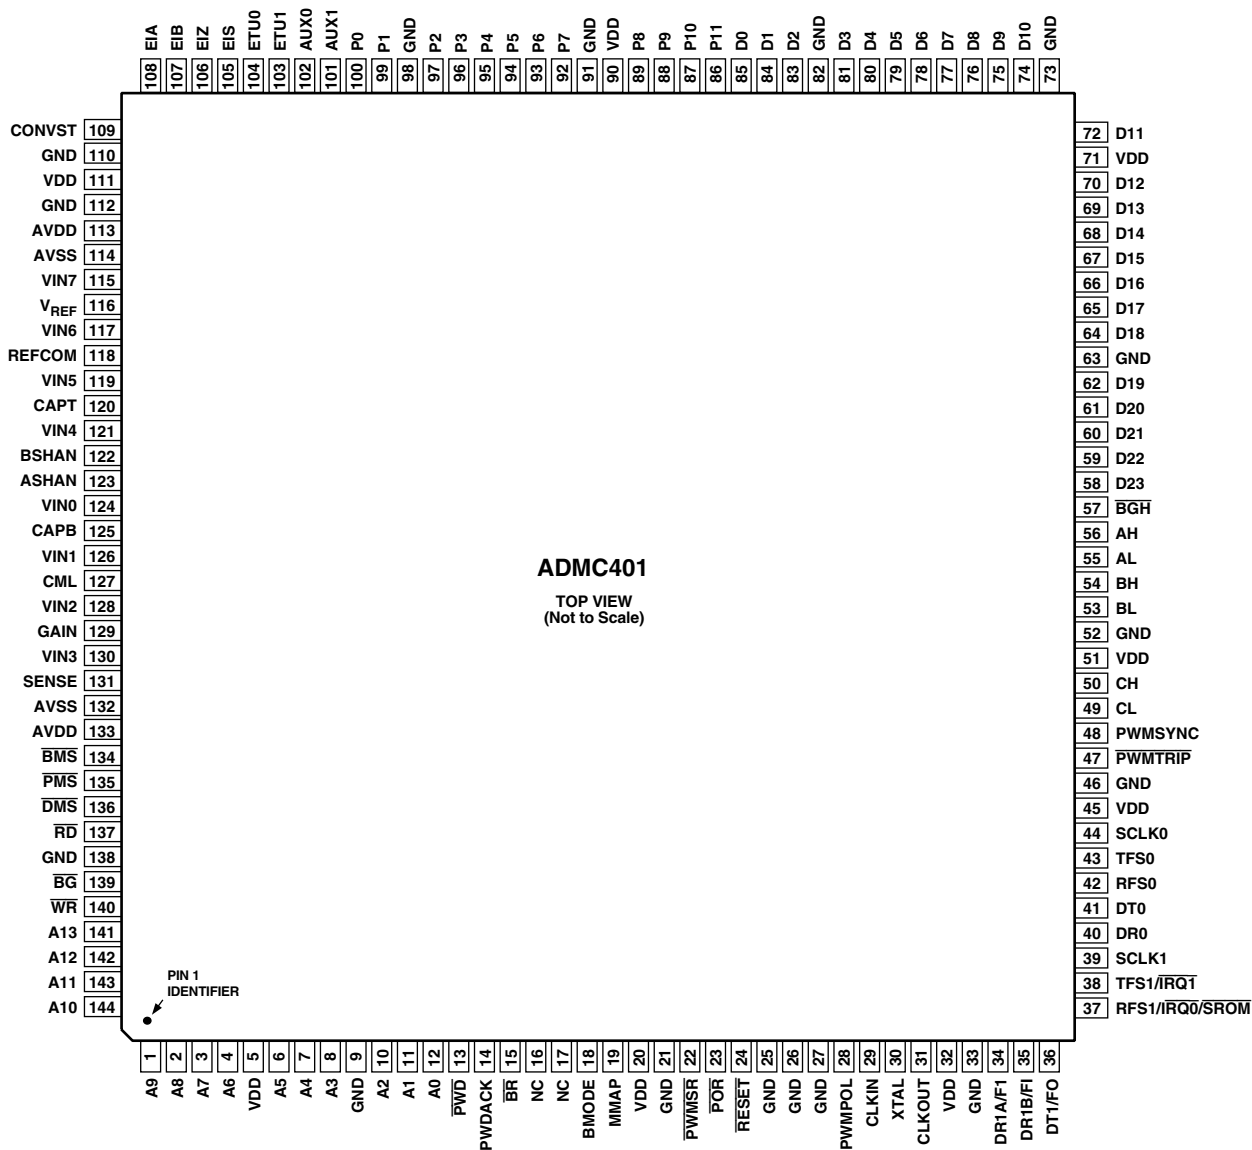 108 EIA
107 EIB
106 EIZ
105 EIS
104 ETU0
103 ETU1
102 AUX0
101 AUX1
100 P0
99 P1
98 GND
97 P2
96 P3
95 P4
94 P5
93 P6
92 P7
91 GND
90 VDD
89 P8
88 P9
87 P10
86 P11
85 D0
84 D1
83 D2
82 GND
81 D3
80 D4
79 D5
78 D6
77 D7
76 D8
75 D9
74 D10
73 GND
CONVST 109
GND 110
VDD 111
GND 112
AVDD 113
AVSS 114
VIN7 115
VREF 116
VIN6 117
REFCOM 118
VIN5 119
CAPT 120
VIN4 121
BSHAN 122
ASHAN 123
VIN0 124
CAPB 125
VIN1 126
CML 127
VIN2 128
GAIN 129
VIN3 130
SENSE 131
AVSS 132
AVDD 133
BMS 134
PMS 135
DMS 136
RD 137
GND 138
BG 139
WR 140
A13 141
A12 142
A11 143
A10 144
ADMC401
TOP VIEW
(Not to Scale)
PIN 1
IDENTIFIER
72 D11
71 VDD
70 D12
69 D13
68 D14
67 D15
66 D16
65 D17
64 D18
63 GND
62 D19
61 D20
60 D21
59 D22
58 D23
57 BGH
56 AH
55 AL
54 BH
53 BL
52 GND
51 VDD
50 CH
49 CL
48 PWMSYNC
47 PWMTRIP
46 GND
45 VDD
44 SCLK0
43 TFS0
42 RFS0
41 DT0
40 DR0
39 SCLK1
38 TFS1/IRQ1
37 RFS1/IRQ0/SROM
1 A9
2 A8
3 A7
4 A6
5 VDD
6 A5
7 A4
8 A3
9 GND
10 A2
11 A1
12 A0
13 PWD
14 PWDACK
15 BR
16 NC
17 NC
18 BMODE
19 MMAP
20 VDD
21 GND
22 PWMSR
23 POR
24 RESET
25 GND
26 GND
27 GND
28 PWMPOL
29 CLKIN
30 XTAL
31 CLKOUT
32 VDD
33 GND
34 DR1A/F1
35 DR1B/FI
36 DT1/FO